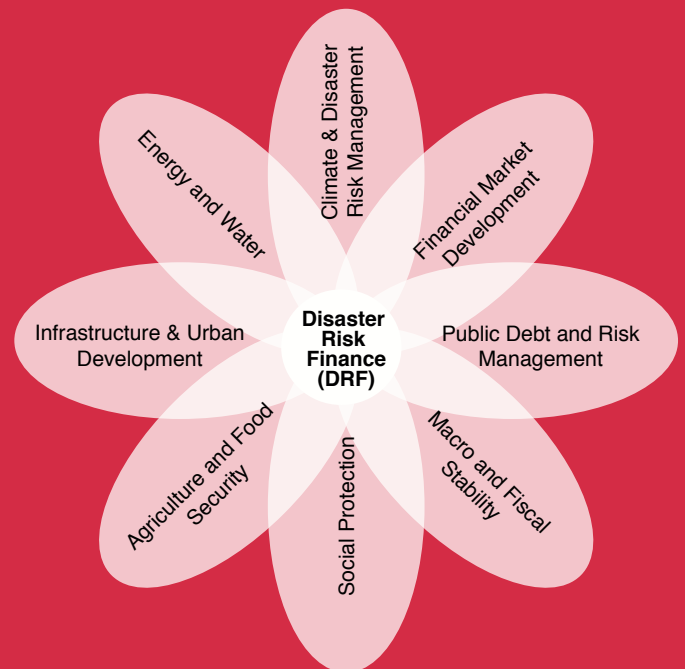 Climate & Disaster
Risk Management
Financial Market
Development
Public Debt and Risk
Management
Macro and Fiscal
Stability
Social Protection
Agriculture and Food
Security
Infrastructure & Urban
Development
Energy and Water
Disaster
Risk
Finance
(DRF)